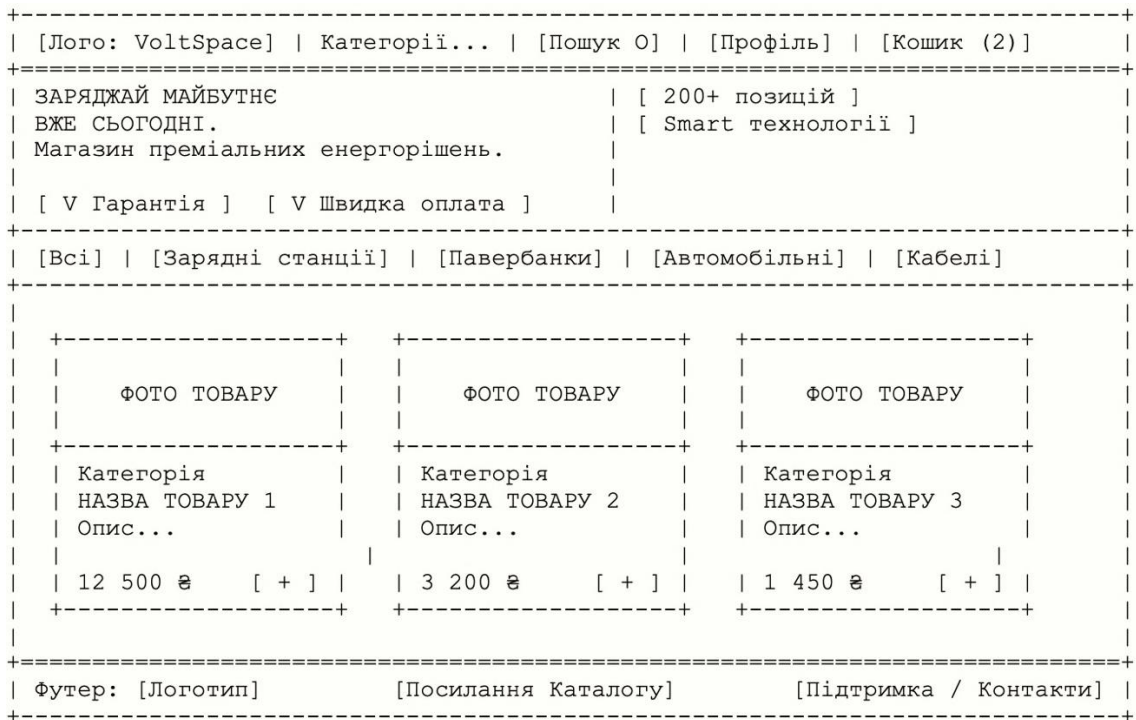 [Лого: VoltSpace] | Категорії... | [Пошук О] | [Профіль] | [Кошик (2)]
ЗАРЯДЖАЙ МАЙБУТНЄ | [ 200+ позицій ]
ВЖЕ СЬОГОДНІ. | [ Smart технології ]
Магазин преміальних енергорішень.
[ V Гарантія ] [ V Швидка оплата ]
[Всі] | [Зарядні станції] | [Павербанки] | [Автомобільні] | [Кабелі]
ФОТО ТОВАРУ | ФОТО ТОВАРУ | ФОТО ТОВАРУ
Категорія | Категорія | Категорія
НАЗВА ТОВАРУ 1 | НАЗВА ТОВАРУ 2 | НАЗВА ТОВАРУ 3
Опис... | Опис... | Опис...
12 500 ₴ [ + ] | 3 200 ₴ [ + ] | 1 450 ₴ [ + ]
Футер: [Логотип] [Посилання Каталогу] [Підтримка / Контакти]